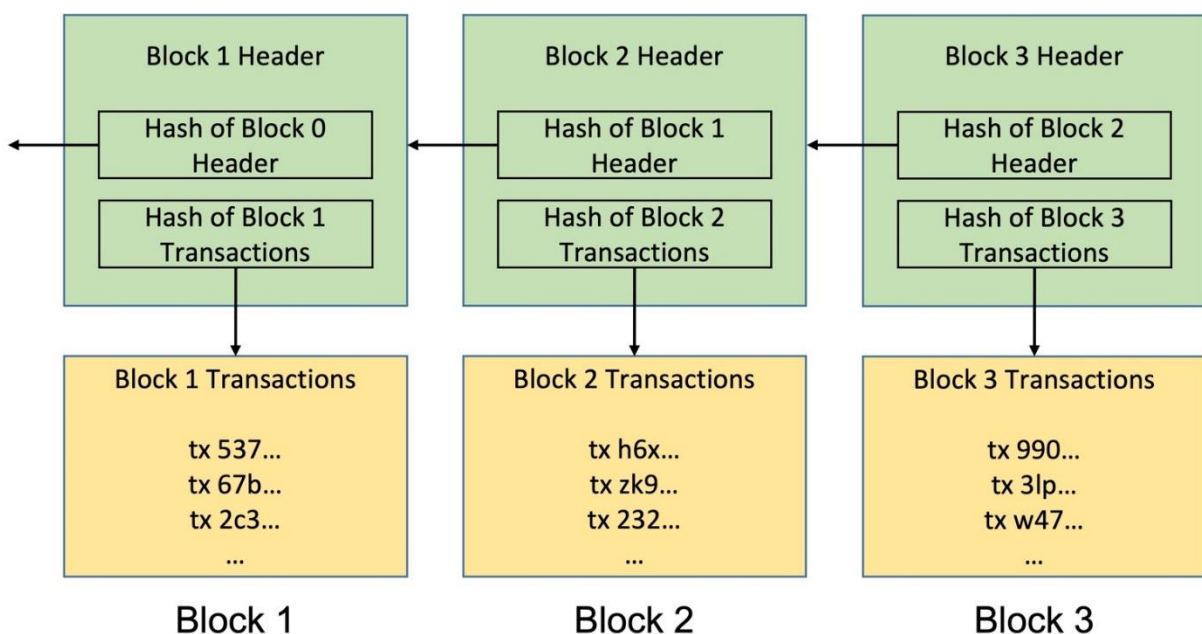 Block 1 Header
Hash of Block 0
Header
Hash of Block 1
Transactions
Block 1 Transactions
tx 537...
tx 67b...
tx 2c3...
...
Block 1
Block 2 Header
Hash of Block 1
Header
Hash of Block 2
Transactions
Block 2 Transactions
tx h6x...
tx zk9...
tx 232...
...
Block 2
Block 3 Header
Hash of Block 2
Header
Hash of Block 3
Transactions
Block 3 Transactions
tx 990...
tx 3lp...
tx w47...
...
Block 3